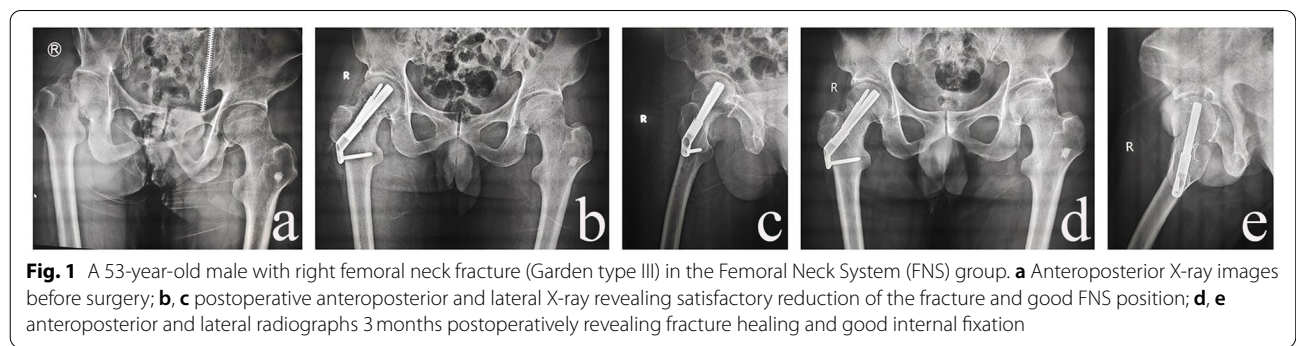 R
a
R
b
R
c
R
d
R
e
Fig. 1 A 53-year-old male with right femoral neck fracture (Garden type III) in the Femoral Neck System (FNS) group. a Anteroposterior X-ray images
before surgery; b, c postoperative anteroposterior and lateral X-ray revealing satisfactory reduction of the fracture and good FNS position; d, e
anteroposterior and lateral radiographs 3 months postoperatively revealing fracture healing and good internal fixation